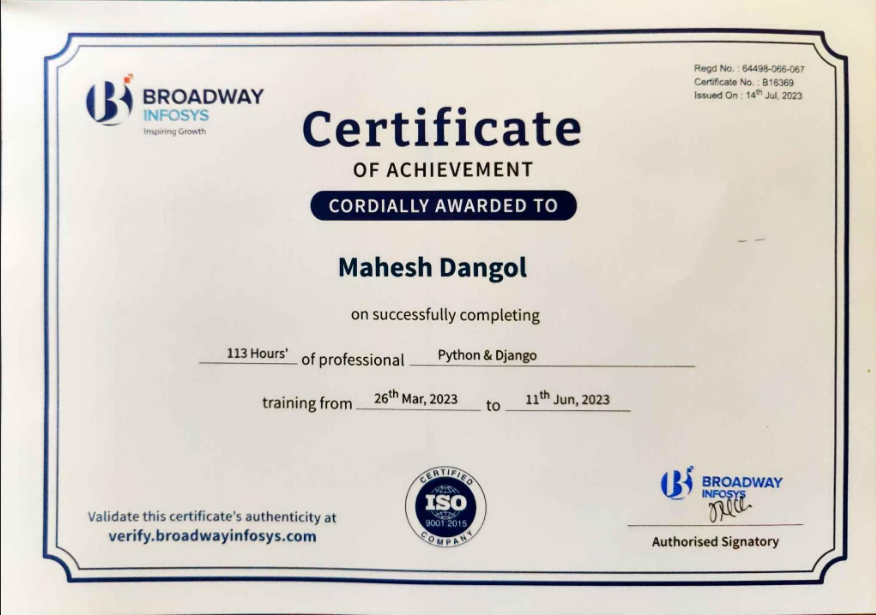 BROADWAY
INFOSYS
Inspiring Growth
Regd No. : 64498-066-067
Certificate No. : B16369
Issued On : 14th Jul, 2023
Certificate
OF ACHIEVEMENT
CORDIALLY AWARDED TO
Mahesh Dangol
on successfully completing
113 Hours' of professional Python & Django
training from 26th Mar, 2023 to 11th Jun, 2023
Validate this certificate's authenticity at
verify.broadwayinfosys.com
CERTIFIED
ISO
9001:2015
COMPANY
BROADWAY
INFOSYS
Authorised Signatory